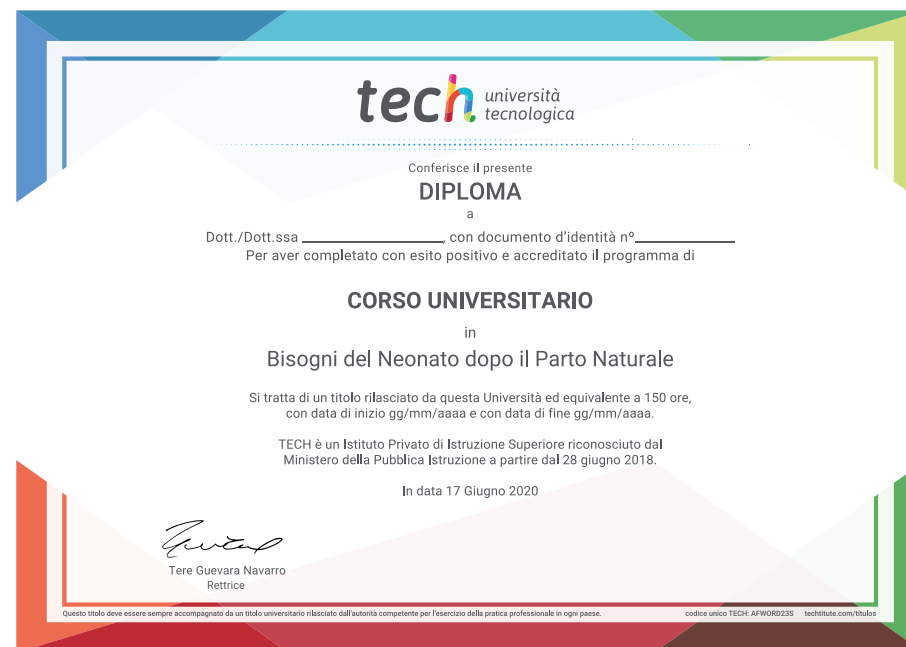 tech università
tecnologica
Conferisce il presente
DIPLOMA
a
Dott./Dott.ssa ____________________, con documento d'identità nº______________
Per aver completato con esito positivo e accreditato il programma di
CORSO UNIVERSITARIO
in
Bisogni del Neonato dopo il Parto Naturale
Si tratta di un titolo rilasciato da questa Università ed equivalente a 150 ore,
con data di inizio gg/mm/aaaa e con data di fine gg/mm/aaaa.
TECH è un Istituto Privato di Istruzione Superiore riconosciuto dal
Ministero della Pubblica Istruzione a partire dal 28 giugno 2018.
In data 17 Giugno 2020
Tere Guevara Navarro
Rettrice
Questo titolo deve essere sempre accompagnato da un titolo universitario rilasciato dall'autorità competente per l'esercizio della pratica professionale in ogni paese. codice unico TECH: AFWORD23S techtitute.com/títulos